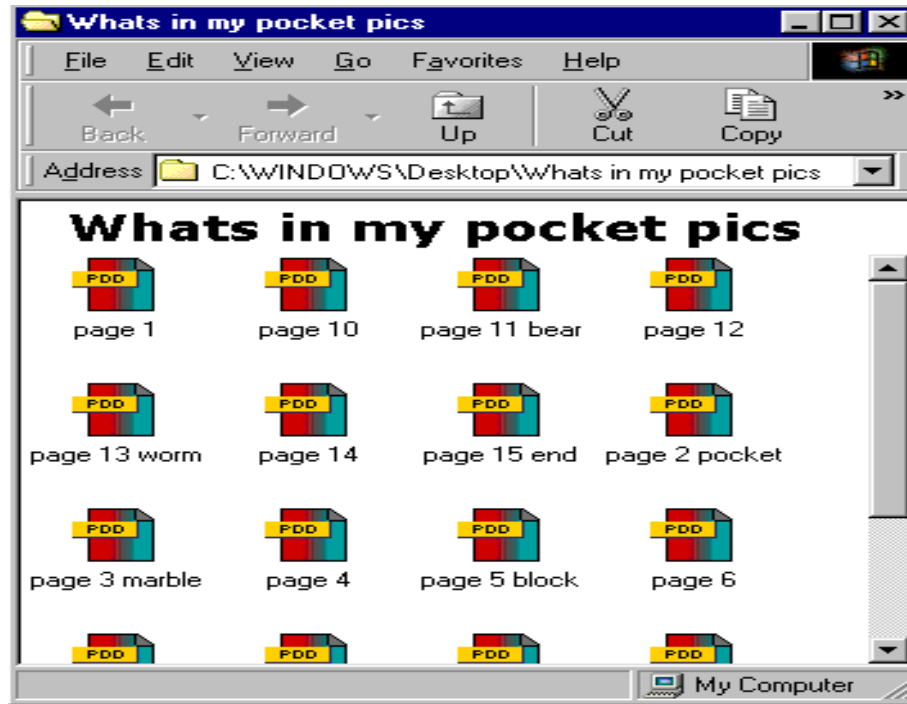 Whats in my pocket pics
File Edit View Go Favorites Help
Back Forward Up Cut Copy »
Address C:\WINDOWS\Desktop\Whats in my pocket pics
Whats in my pocket pics
PDD PDD PDD PDD
page 1 page 10 page 11 bear page 12
PDD PDD PDD PDD
page 13 worm page 14 page 15 end page 2 pocket
PDD PDD PDD PDD
page 3 marble page 4 page 5 block page 6
PDD PDD PDD PDD
My Computer